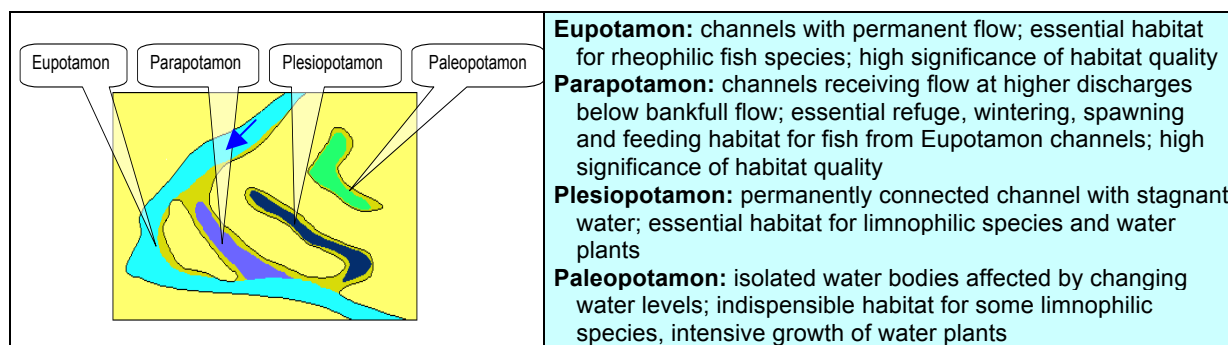 Eupotamon
Parapotamon
Plesiopotamon
Paleopotamon
Eupotamon: channels with permanent flow; essential habitat
for rheophilic fish species; high significance of habitat quality
Parapotamon: channels receiving flow at higher discharges
below bankfull flow; essential refuge, wintering, spawning
and feeding habitat for fish from Eupotamon channels; high
significance of habitat quality
Plesiopotamon: permanently connected channel with stagnant
water; essential habitat for limnophilic species and water
plants
Paleopotamon: isolated water bodies affected by changing
water levels; indispensible habitat for some limnophilic
species, intensive growth of water plants